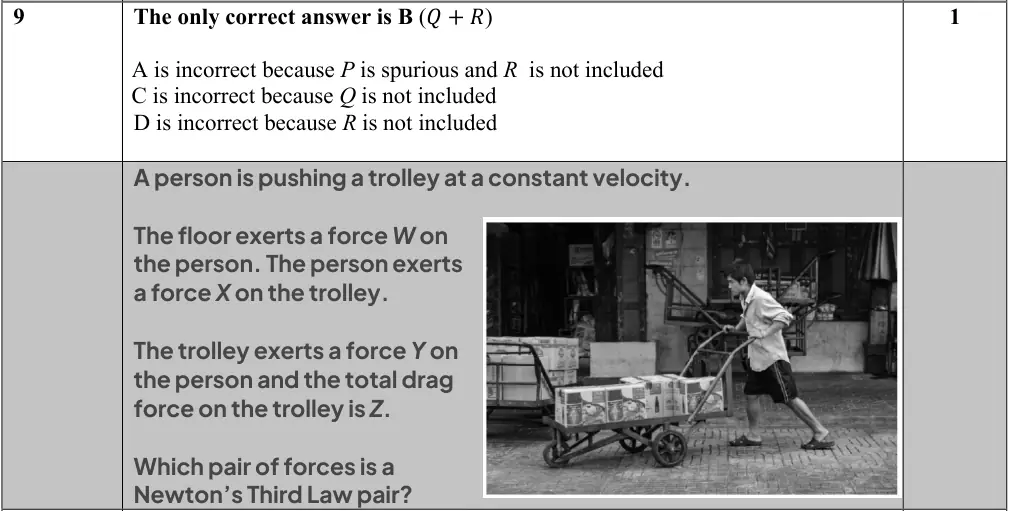 9
The only correct answer is B (Q + R)
1
A is incorrect because P is spurious and R is not included
C is incorrect because Q is not included
D is incorrect because R is not included
A person is pushing a trolley at a constant velocity.
The floor exerts a force W on
the person. The person exerts
a force X on the trolley.
The trolley exerts a force Y on
the person and the total drag
force on the trolley is Z.
Which pair of forces is a
Newton's Third Law pair?